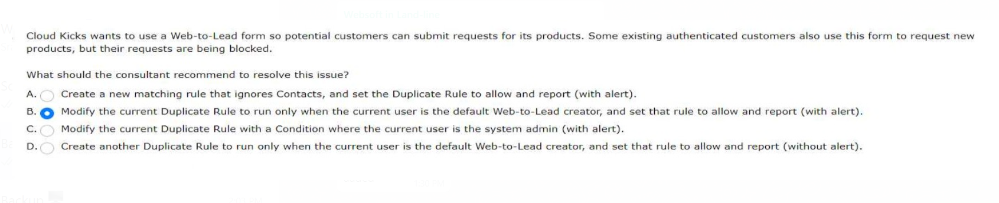 Cloud Kicks wants to use a Web-to-Lead form so potential customers can submit requests for its products. Some existing authenticated customers also use this form to request new
products, but their requests are being blocked.
What should the consultant recommend to resolve this issue?
A. Create a new matching rule that ignores Contacts, and set the Duplicate Rule to allow and report (with alert).
B. Modify the current Duplicate Rule to run only when the current user is the default Web-to-Lead creator, and set that rule to allow and report (with alert).
C. Modify the current Duplicate Rule with a Condition where the current user is the system admin (with alert).
D. Create another Duplicate Rule to run only when the current user is the default Web-to-Lead creator, and set that rule to allow and report (without alert).
Backup